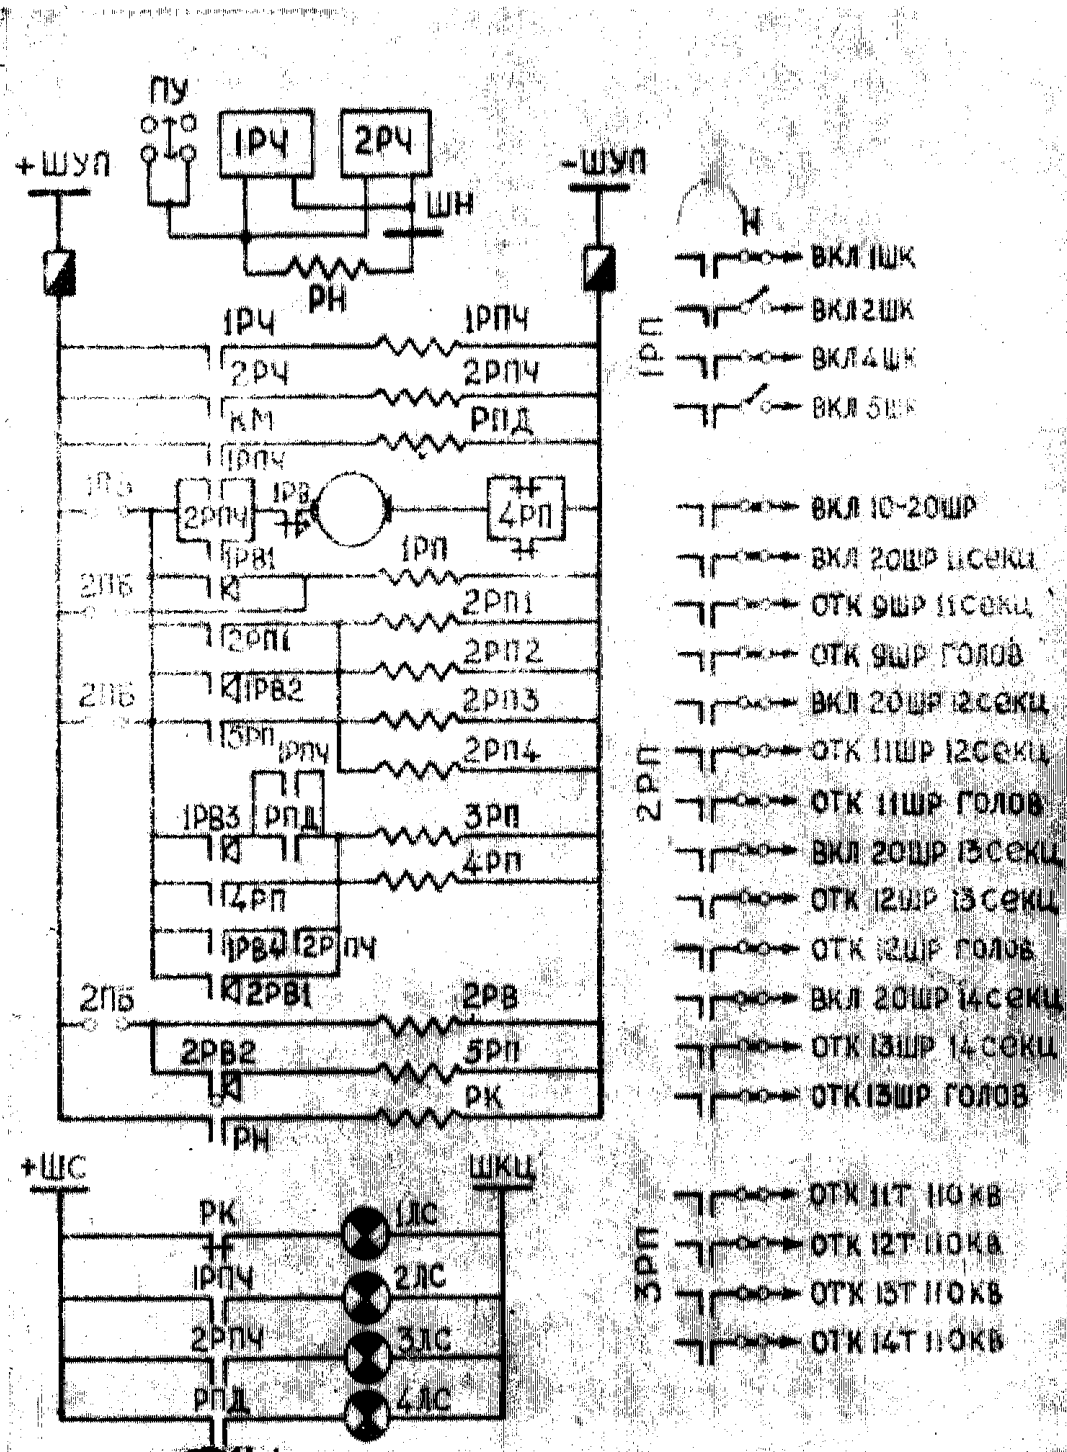 ПУ
1РЧ
2РЧ
+ШУП
-ШУП
ШН
РН
1РЧ
1РПЧ
2РЧ
2РПЧ
КМ
РПД
1РПЧ
1ПБ
2РПЧ
1РВ
4РП
1РВ1
1РП
2ПБ
2РП1
2РП1
2РП2
1РВ2
2ПБ
2РП3
3РП
1РПЧ
2РП4
1РВ3
РПД
3РП
4РП
4РП
1РВ4
2РПЧ
2РВ1
2ПБ
2РВ
2РВ2
5РП
РК
РН
+ШС
ШКЦ
РК
1ЛС
1РПЧ
2ЛС
2РПЧ
3ЛС
РПД
4ЛС
Н
1РП
ВКЛ 1ШК
ВКЛ 2ШК
ВКЛ 4ШК
ВКЛ 5ШК
2РП
ВКЛ 10-20ШР
ВКЛ 20ШР 11секц
ОТК 9ШР 11секц
ОТК 9ШР ГОЛОВ
ВКЛ 20ШР 12секц
ОТК 11ШР 12секц
ОТК 11ШР ГОЛОВ
ВКЛ 20ШР 13секц
ОТК 12ШР 13секц
ОТК 12ШР ГОЛОВ
ВКЛ 20ШР 14секц
ОТК 13ШР 14секц
ОТК 13ШР ГОЛОВ
3РП
ОТК 11Т 110КВ
ОТК 12Т 110КВ
ОТК 13Т 110КВ
ОТК 14Т 110КВ